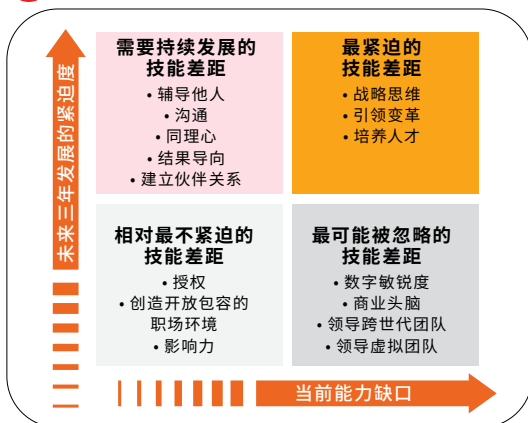 未来三年发展的紧迫度
需要持续发展的
技能差距
• 辅导他人
• 沟通
• 同理心
• 结果导向
• 建立伙伴关系
最紧迫的
技能差距
• 战略思维
• 引领变革
• 培养人才
相对最不紧迫的
技能差距
• 授权
• 创造开放包容的
职场环境
• 影响力
最可能被忽略的
技能差距
• 数字敏锐度
• 商业头脑
• 领导跨世代团队
• 领导虚拟团队
当前能力缺口